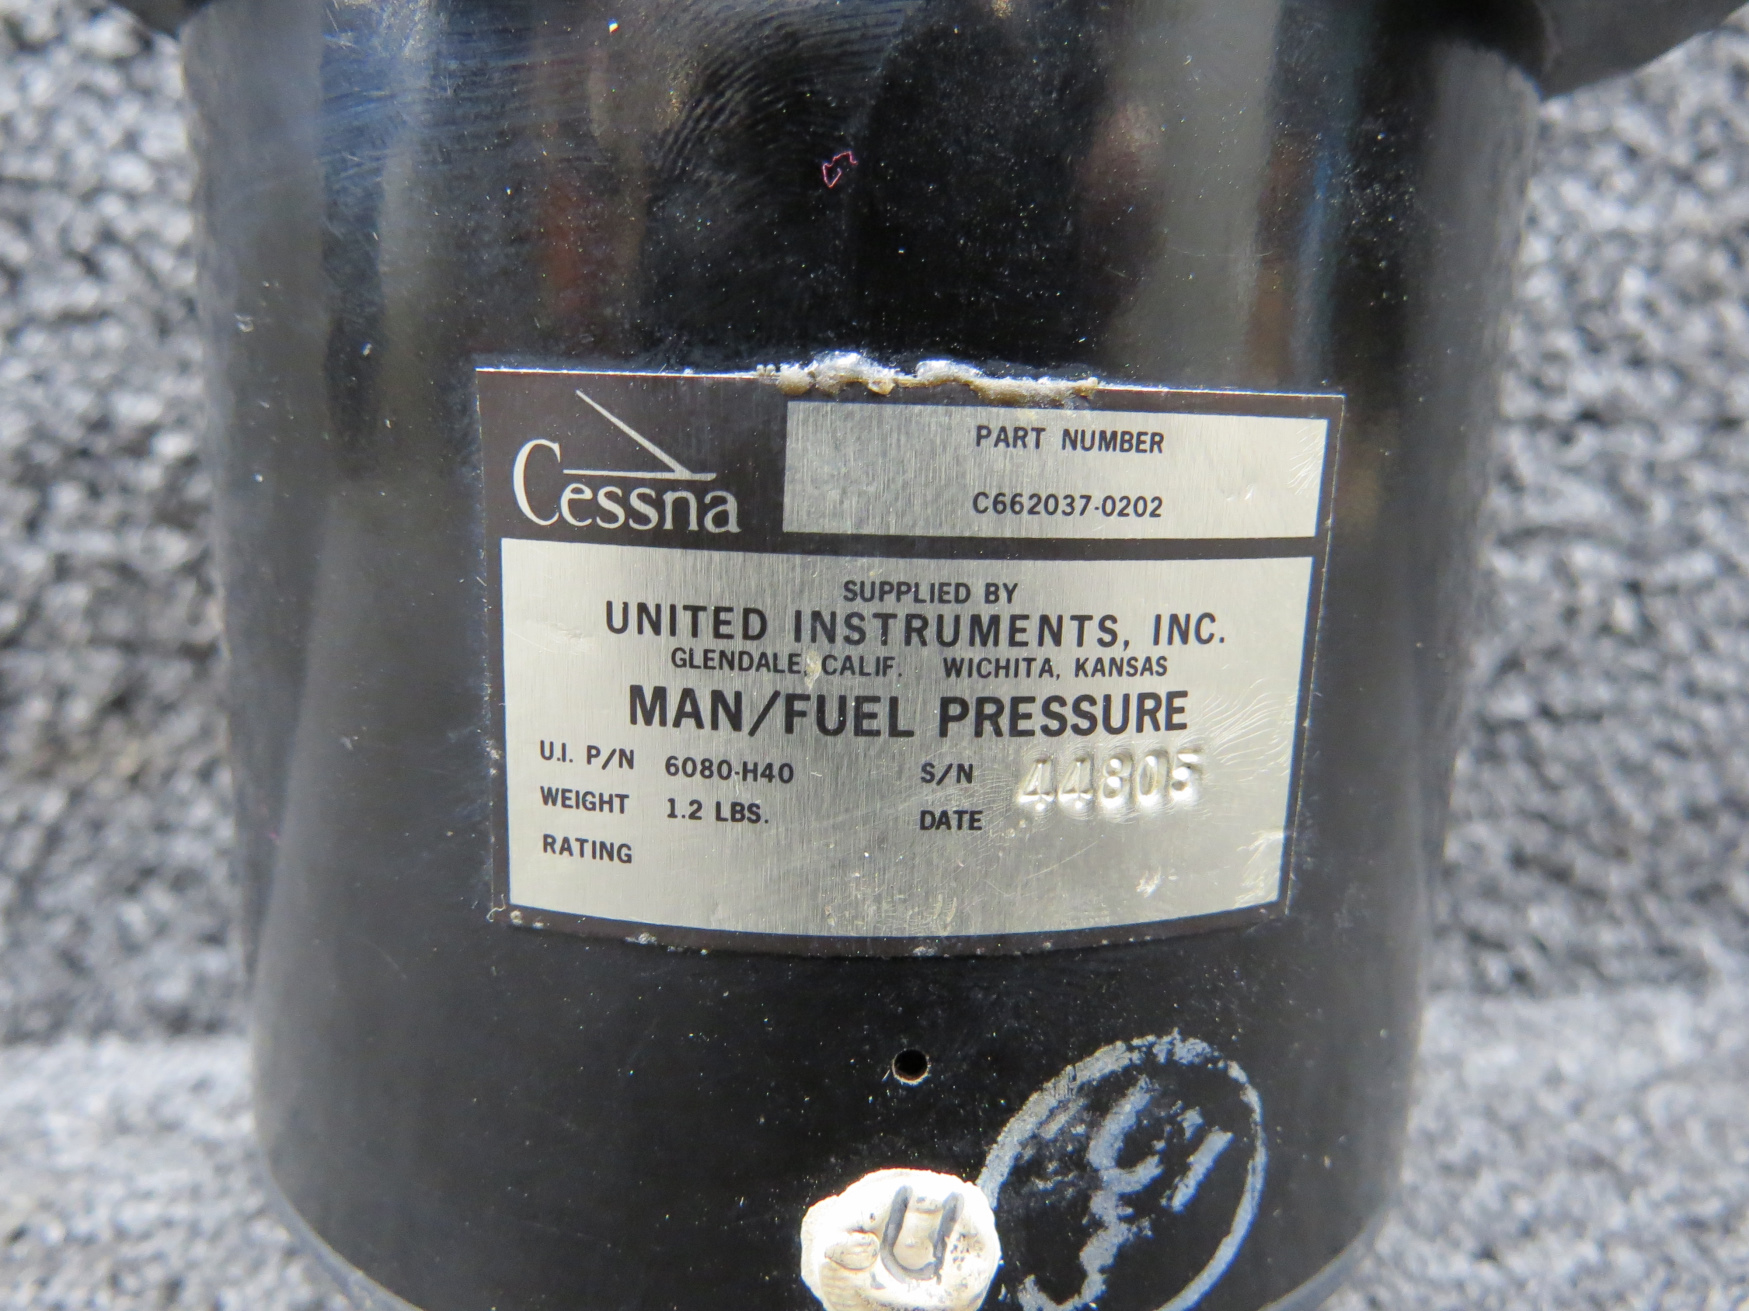 Cessna
PART NUMBER
C662037-0202
SUPPLIED BY
UNITED INSTRUMENTS, INC.
GLENDALE, CALIF. WICHITA, KANSAS
MAN/FUEL PRESSURE
U.I. P/N 6080-H40 S/N 44805
WEIGHT 1.2 LBS. DATE
RATING
U